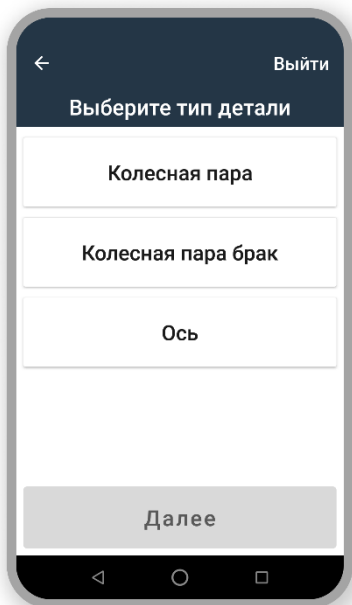 Выйти
Выберите тип детали
Колесная пара
Колесная пара брак
Ось
Далее